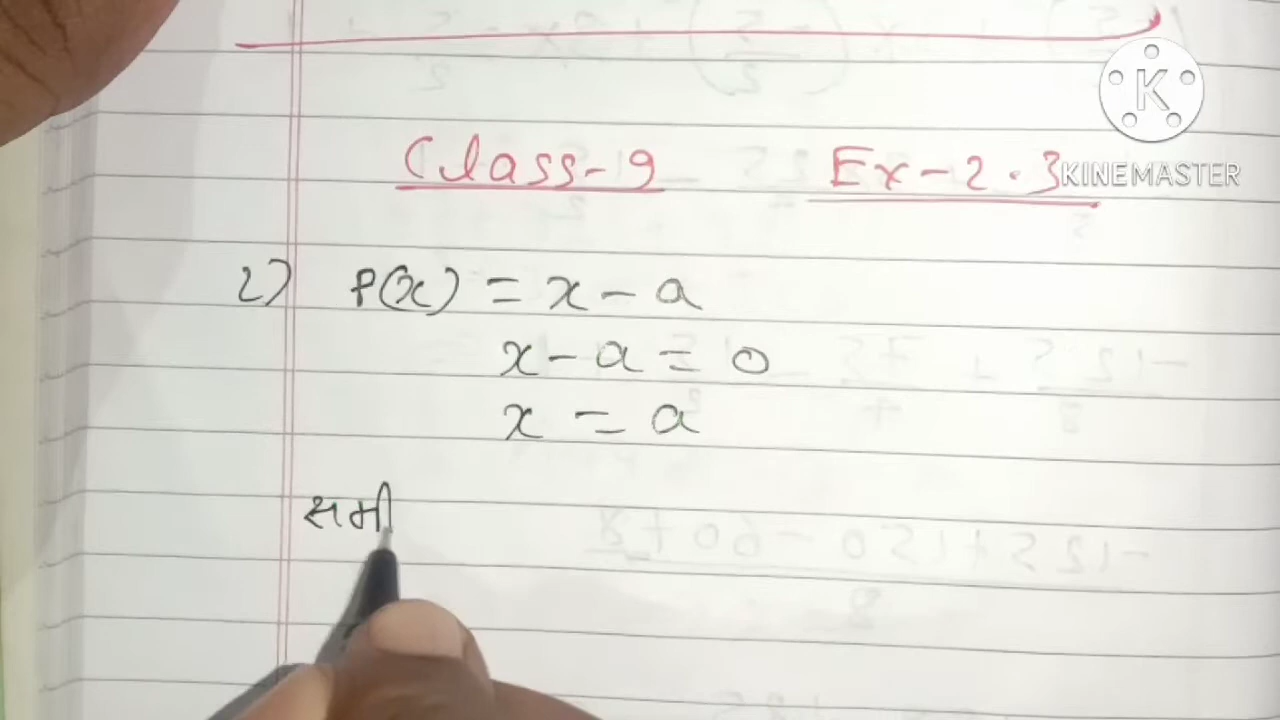 Class-9 Ex-2.3
K
KINEMASTER
2) P(x) = x - a
x - a = 0
x = a
समी